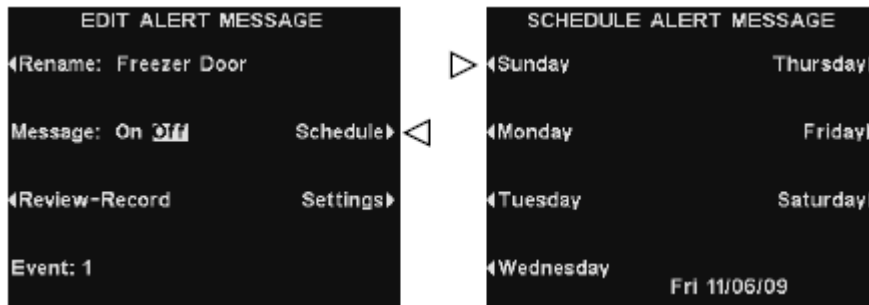 EDIT ALERT MESSAGE
Rename: Freezer Door
Message: On Off Schedule
Review-Record Settings
Event: 1
SCHEDULE ALERT MESSAGE
Sunday Thursday
Monday Friday
Tuesday Saturday
Wednesday
Fri 11/06/09